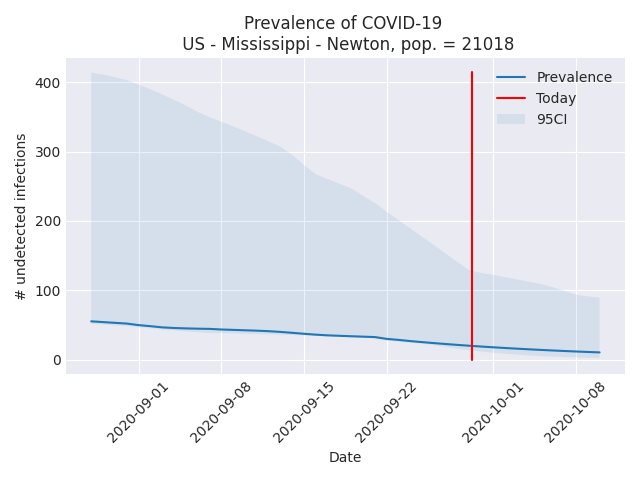 Prevalence of COVID-19
US - Mississippi - Newton, pop. = 21018
Prevalence
Today
95CI
# undetected infections
400
300
200
100
0
2020-09-01
2020-09-08
2020-09-15
2020-09-22
2020-10-01
2020-10-08
Date